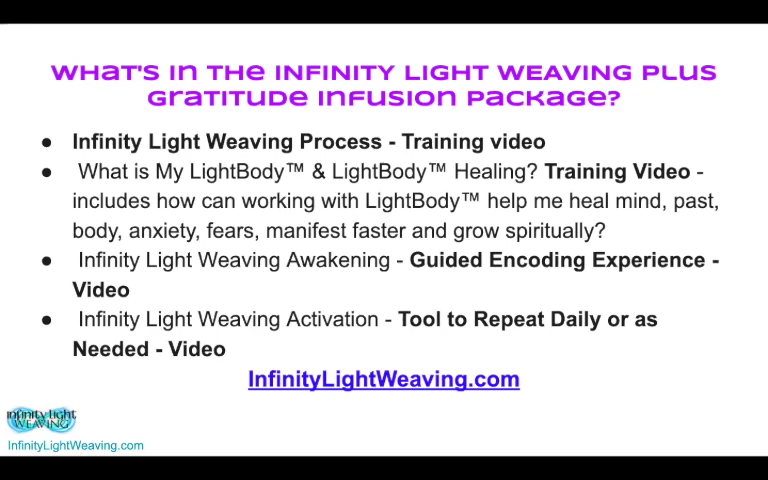 WHAT'S IN THE INFINITY LIGHT WEAVING PLUS
GRATITUDE INFUSION PACKAGE?
● Infinity Light Weaving Process - Training video
● What is My LightBody™ & LightBody™ Healing? Training Video -
includes how can working with LightBody™ help me heal mind, past,
body, anxiety, fears, manifest faster and grow spiritually?
● Infinity Light Weaving Awakening - Guided Encoding Experience -
Video
● Infinity Light Weaving Activation - Tool to Repeat Daily or as
Needed - Video
InfinityLightWeaving.com
infinity light
WEAVING
InfinityLightWeaving.com